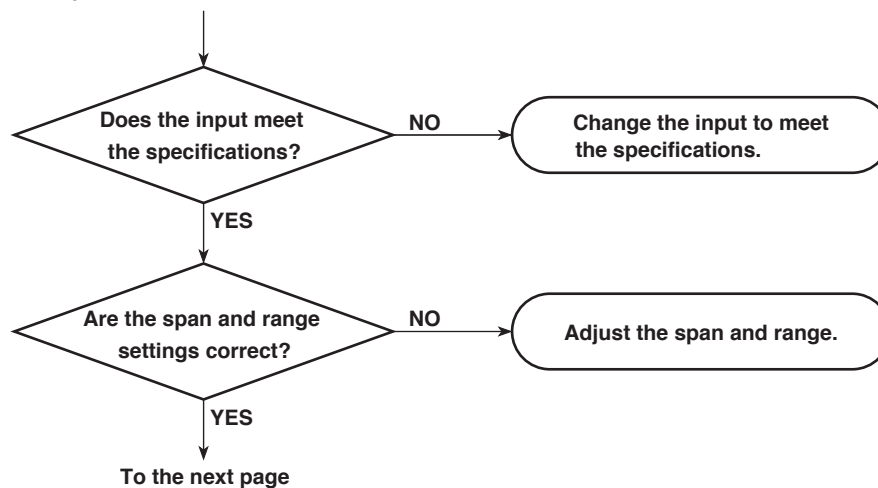 Does the input meet
the specifications?
NO
Change the input to meet
the specifications.
YES
Are the span and range
settings correct?
NO
Adjust the span and range.
YES
To the next page